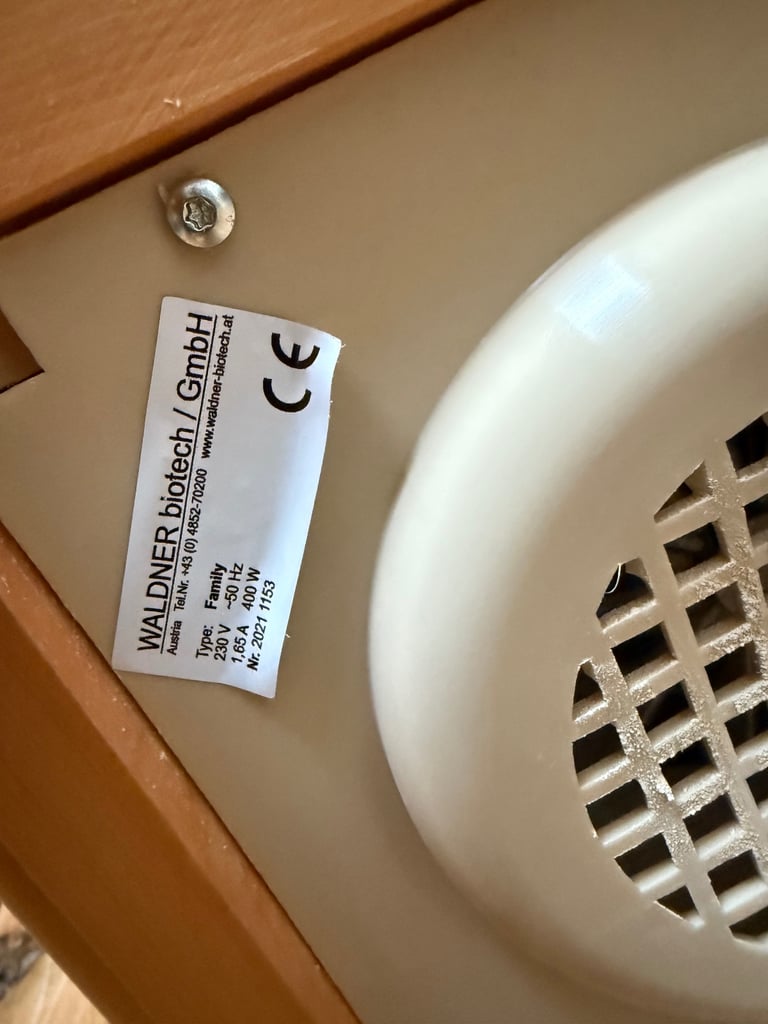 WALDNER biotech / GmbH
Austria Tel.Nr. +43 (0) 4852-70200 www.waldner-biotech.at
Type: Family
230 V ~50 Hz
1,65 A 400 W
Nr. 2021 1153
CE